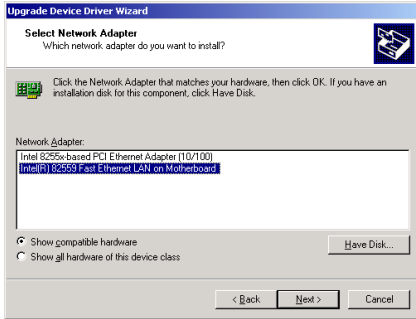 Upgrade Device Driver Wizard
Select Network Adapter
Which network adapter do you want to install?
Click the Network Adapter that matches your hardware, then click OK. If you have an
installation disk for this component, click Have Disk.
Network Adapter:
Intel 8255x-based PCI Ethernet Adapter (10/100)
Intel(R) 82559 Fast Ethernet LAN on Motherboard
Show compatible hardware
Show all hardware of this device class
Have Disk...
< Back
Next >
Cancel